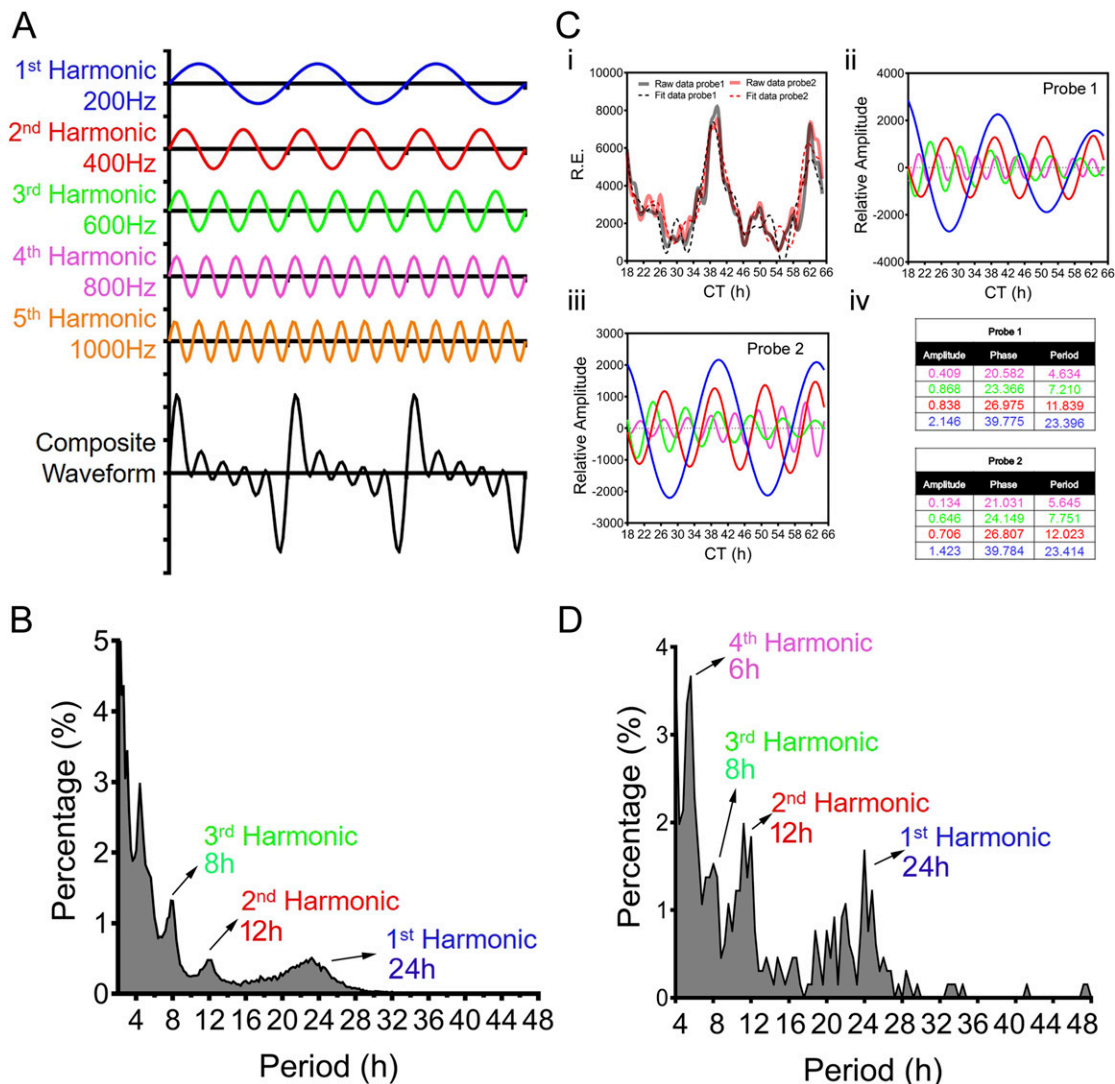 A
1st Harmonic
200Hz
2nd Harmonic
400Hz
3rd Harmonic
600Hz
4th Harmonic
800Hz
5th Harmonic
1000Hz
Composite
Waveform
C
i
10000
8000
6000
4000
2000
0
R.E.
Raw data probe1
Raw data probe2
Fit data probe1
Fit data probe2
18 22 26 30 34 38 42 46 50 54 58 62 66
CT (h)
ii
4000
2000
0
-2000
-4000
Relative Amplitude
Probe 1
18 22 26 30 34 38 42 46 50 54 58 62 66
CT (h)
iii
3000
2000
1000
0
-1000
-2000
-3000
Relative Amplitude
Probe 2
18 22 26 30 34 38 42 46 50 54 58 62 66
CT (h)
iv
Probe 1
Amplitude Phase Period
0.409 20.582 4.634
0.868 23.366 7.210
0.838 26.975 11.839
2.146 39.775 23.396
Probe 2
Amplitude Phase Period
0.134 21.031 5.645
0.646 24.149 7.751
0.706 26.807 12.023
1.423 39.784 23.414
B
5
4
3
2
1
0
Percentage (%)
3rd Harmonic
8h
2nd Harmonic
12h
1st Harmonic
24h
4 8 12 16 20 24 28 32 36 40 44 48
Period (h)
D
4
3
2
1
0
Percentage (%)
4th Harmonic
6h
3rd Harmonic
8h
2nd Harmonic
12h
1st Harmonic
24h
4 8 12 16 20 24 28 32 36 40 44 48
Period (h)